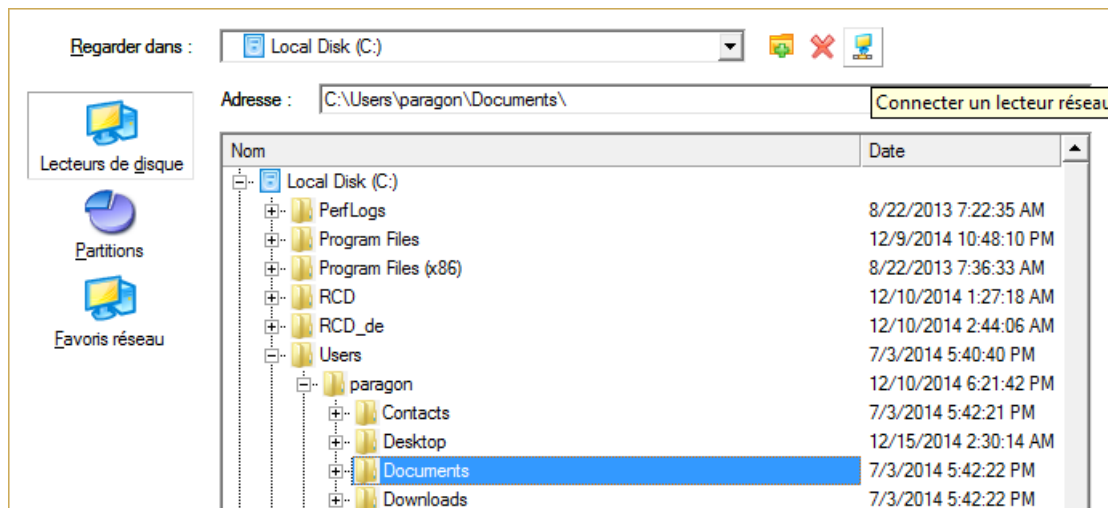 Regarder dans : Local Disk (C:)
Adresse : C:\Users\paragon\Documents\
Connecter un lecteur réseau
Lecteurs de disque
Partitions
Favoris réseau
Nom Date
Local Disk (C:)
PerfLogs 8/22/2013 7:22:35 AM
Program Files 12/9/2014 10:48:10 PM
Program Files (x86) 8/22/2013 7:36:33 AM
RCD 12/10/2014 1:27:18 AM
RCD_de 12/10/2014 2:44:06 AM
Users 7/3/2014 5:40:40 PM
paragon 12/10/2014 6:21:42 PM
Contacts 7/3/2014 5:42:21 PM
Desktop 12/15/2014 2:30:14 AM
Documents 7/3/2014 5:42:22 PM
Downloads 7/3/2014 5:42:22 PM